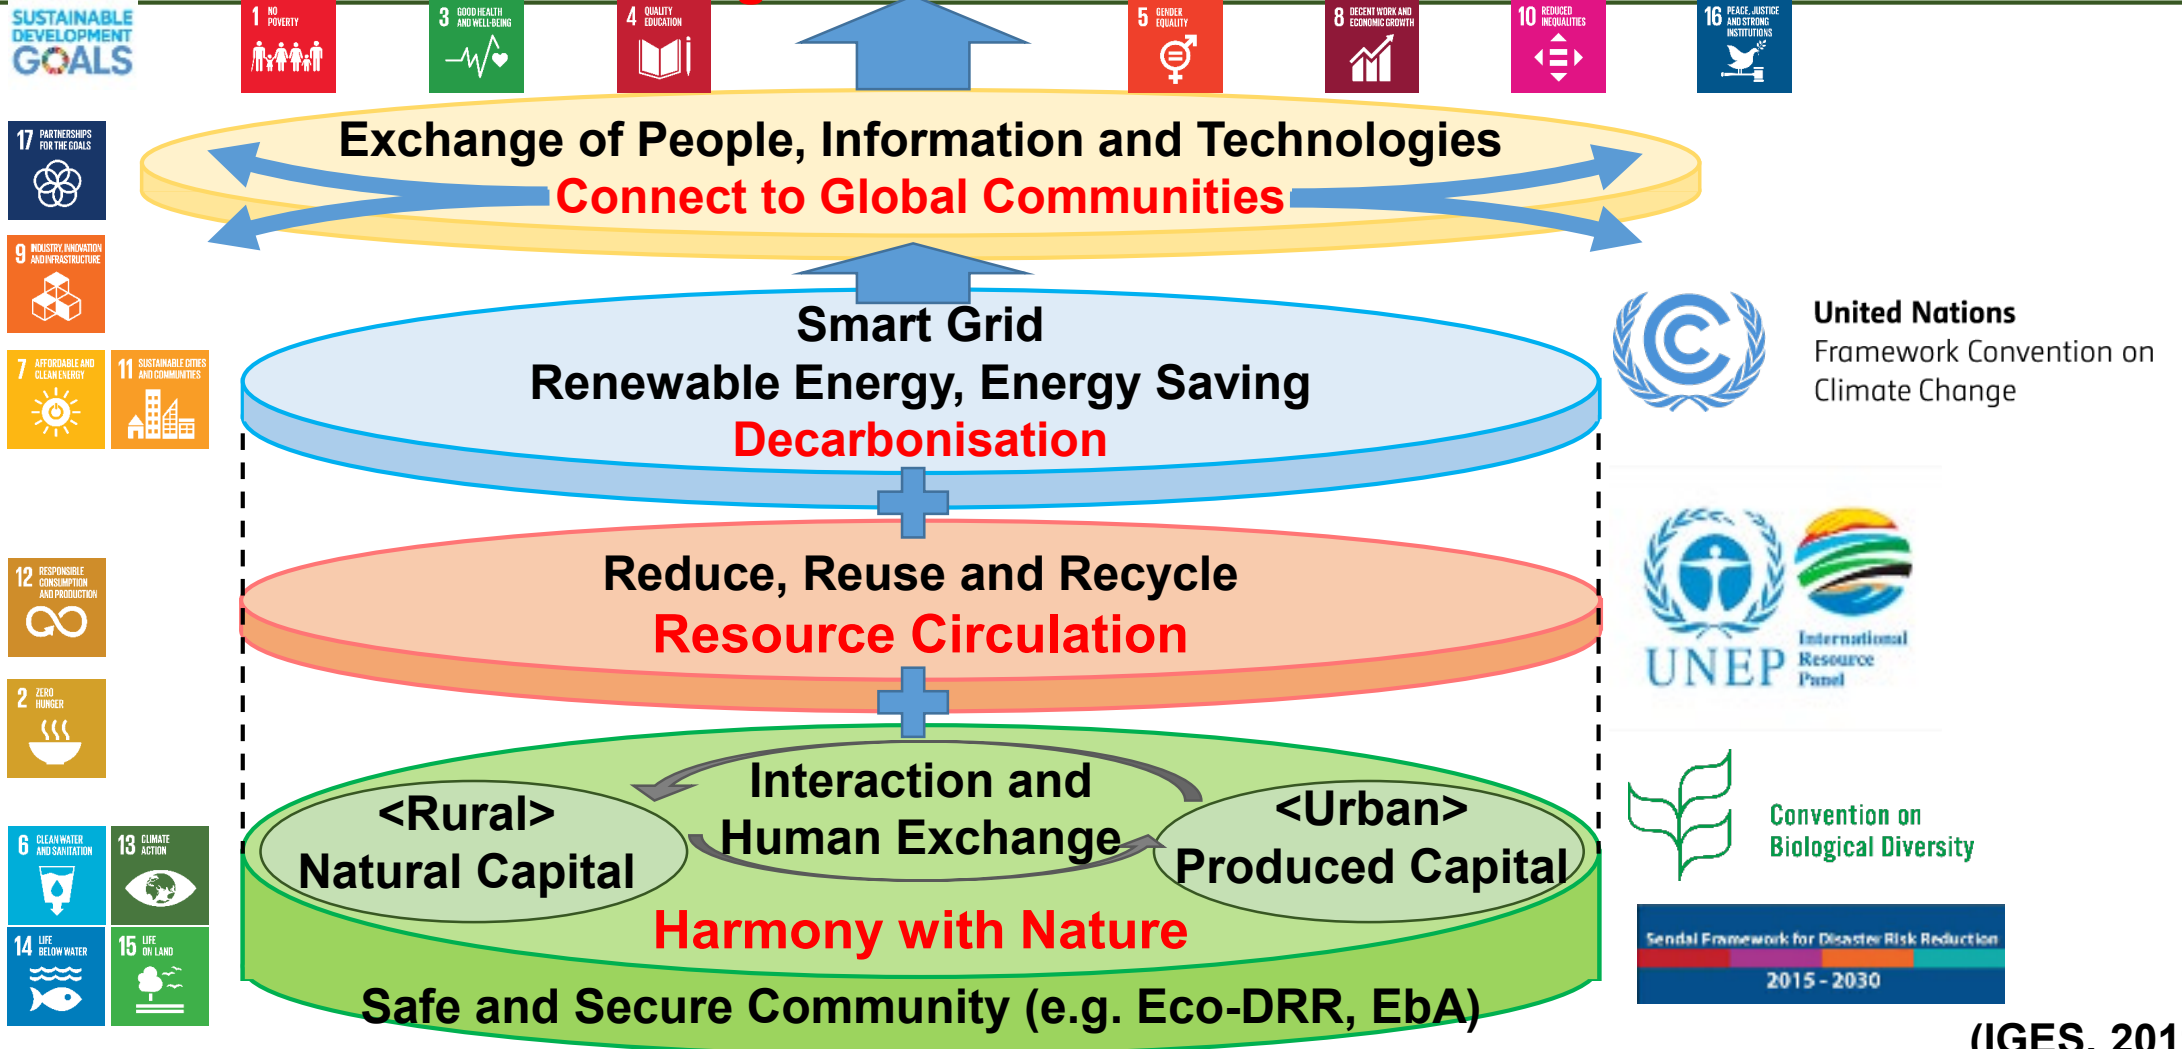 SUSTAINABLE
DEVELOPMENT
GOALS
1 NO
POVERTY
3 GOOD HEALTH
AND WELL-BEING
4 QUALITY
EDUCATION
5 GENDER
EQUALITY
8 DECENT WORK AND
ECONOMIC GROWTH
10 REDUCED
INEQUALITIES
16 PEACE, JUSTICE
AND STRONG
INSTITUTIONS
17 PARTNERSHIPS
FOR THE GOALS
Exchange of People, Information and Technologies
Connect to Global Communities
9 INDUSTRY, INNOVATION
AND INFRASTRUCTURE
Smart Grid
Renewable Energy, Energy Saving
Decarbonisation
United Nations
Framework Convention on
Climate Change
7 AFFORDABLE AND
CLEAN ENERGY
11 SUSTAINABLE CITIES
AND COMMUNITIES
12 RESPONSIBLE
CONSUMPTION
AND PRODUCTION
Reduce, Reuse and Recycle
Resource Circulation
UNEP
International
Resource
Panel
2 ZERO
HUNGER
Interaction and
Human Exchange
<Rural>
Natural Capital
<Urban>
Produced Capital
Harmony with Nature
Convention on
Biological Diversity
6 CLEAN WATER
AND SANITATION
13 CLIMATE
ACTION
14 LIFE
BELOW WATER
15 LIFE
ON LAND
Safe and Secure Community (e.g. Eco-DRR, EbA)
Sendai Framework for Disaster Risk Reduction
2015 - 2030
(IGES, 201